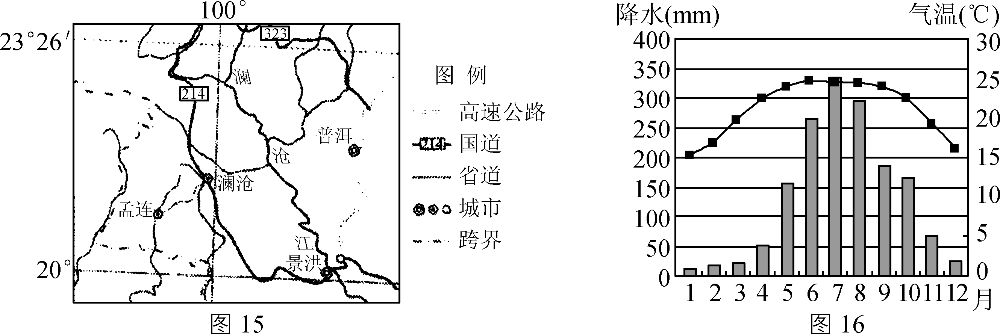 100°
23°26′
323
澜
214
普洱
沧
澜沧
孟连
江
景洪
20°
图例
高速公路
214
国道
省道
城市
跨界
图 15
降水(mm)
气温(℃)
400
350
300
250
200
150
100
50
0
30
25
20
15
10
5
0
1 2 3 4 5 6 7 8 9 10 11 12
月
图 16